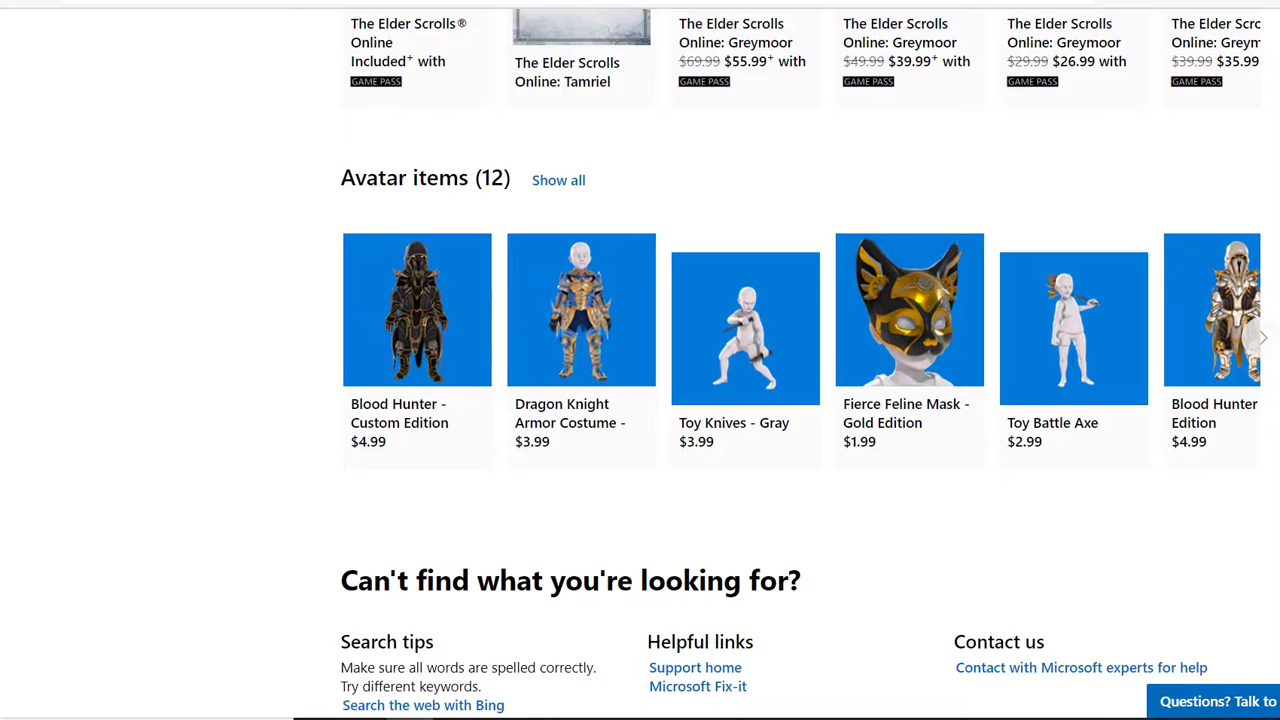 The Elder Scrolls®
Online
Included⁺ with
GAME PASS
The Elder Scrolls
Online: Tamriel
The Elder Scrolls
Online: Greymoor
$69.99 $55.99⁺ with
GAME PASS
The Elder Scrolls
Online: Greymoor
$49.99 $39.99⁺ with
GAME PASS
The Elder Scrolls
Online: Greymoor
$29.99 $26.99 with
GAME PASS
The Elder Scro
Online: Greym
$39.99 $35.99
GAME PASS
Avatar items (12) Show all
Blood Hunter -
Custom Edition
$4.99
Dragon Knight
Armor Costume -
$3.99
Toy Knives - Gray
$3.99
Fierce Feline Mask -
Gold Edition
$1.99
Toy Battle Axe
$2.99
Blood Hunter
Edition
$4.99
Can't find what you're looking for?
Search tips
Make sure all words are spelled correctly.
Try different keywords.
Search the web with Bing
Helpful links
Support home
Microsoft Fix-it
Contact us
Contact with Microsoft experts for help
Questions? Talk to